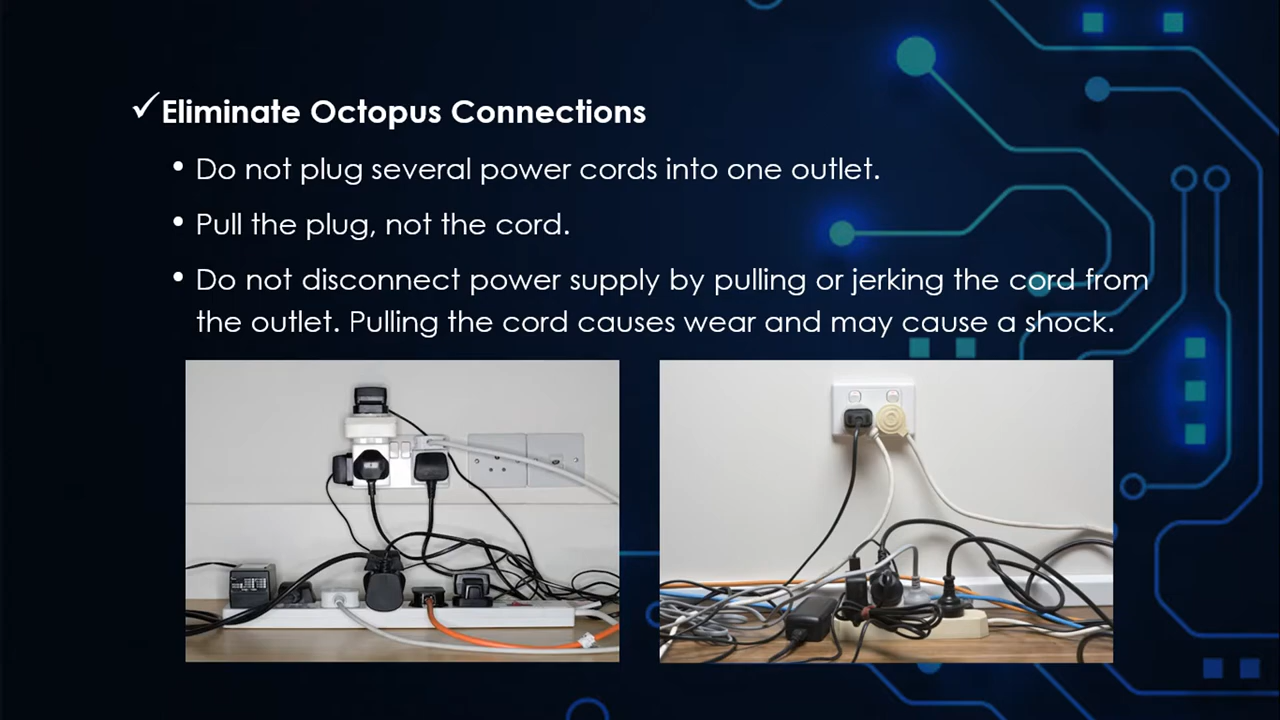 ✓Eliminate Octopus Connections
• Do not plug several power cords into one outlet.
• Pull the plug, not the cord.
• Do not disconnect power supply by pulling or jerking the cord from
the outlet. Pulling the cord causes wear and may cause a shock.